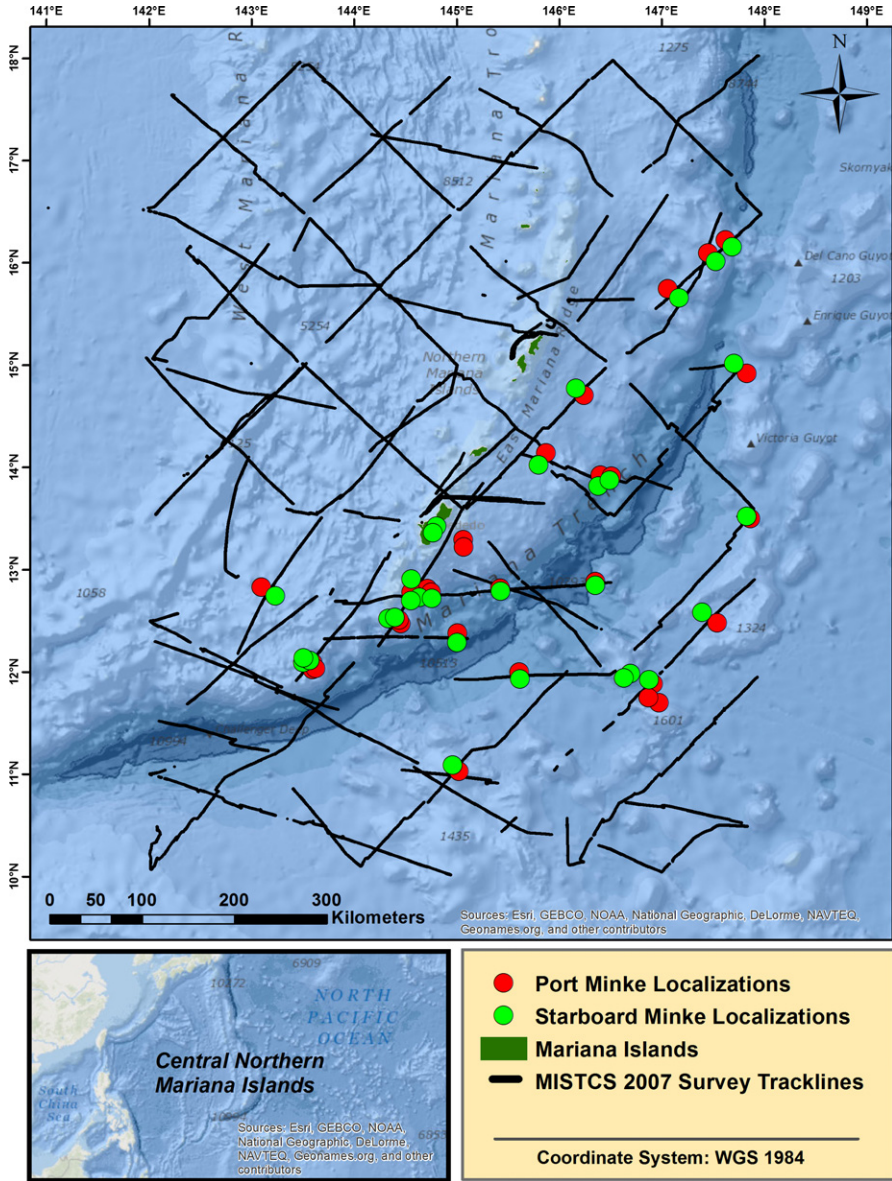 141°E 142°E 143°E 144°E 145°E 146°E 147°E 148°E 149°E
18°N
17°N
16°N
15°N
14°N
13°N
12°N
11°N
10°N
N
1275
8744
West Mariana R
Mariana Tro
Skornyak
8512
Del Cano Guyot
1203
Enrique Guyot
5254
Northern
Mariana
Islands
East Mariana Ridge
Victoria Guyot
Mariana Trench
1058
1324
1601
1435
0 50 100 200 300
Kilometers
Sources: Esri, GEBCO, NOAA, National Geographic, DeLorme, NAVTEQ,
Geonames.org, and other contributors
6909
10272
NORTH
PACIFIC
OCEAN
Central Northern
Mariana Islands
South
China
Sea
Sources: Esri, GEBCO, NOAA,
National Geographic, DeLorme,
NAVTEQ, Geonames.org, and other
contributors
Port Minke Localizations
Starboard Minke Localizations
Mariana Islands
MISTCS 2007 Survey Tracklines
Coordinate System: WGS 1984